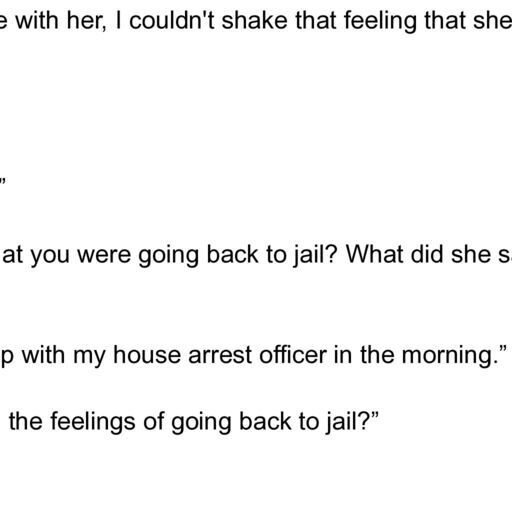 with her, I couldn't shake that feeling that she
”
at you were going back to jail? What did she
p with my house arrest officer in the morning.”
the feelings of going back to jail?”